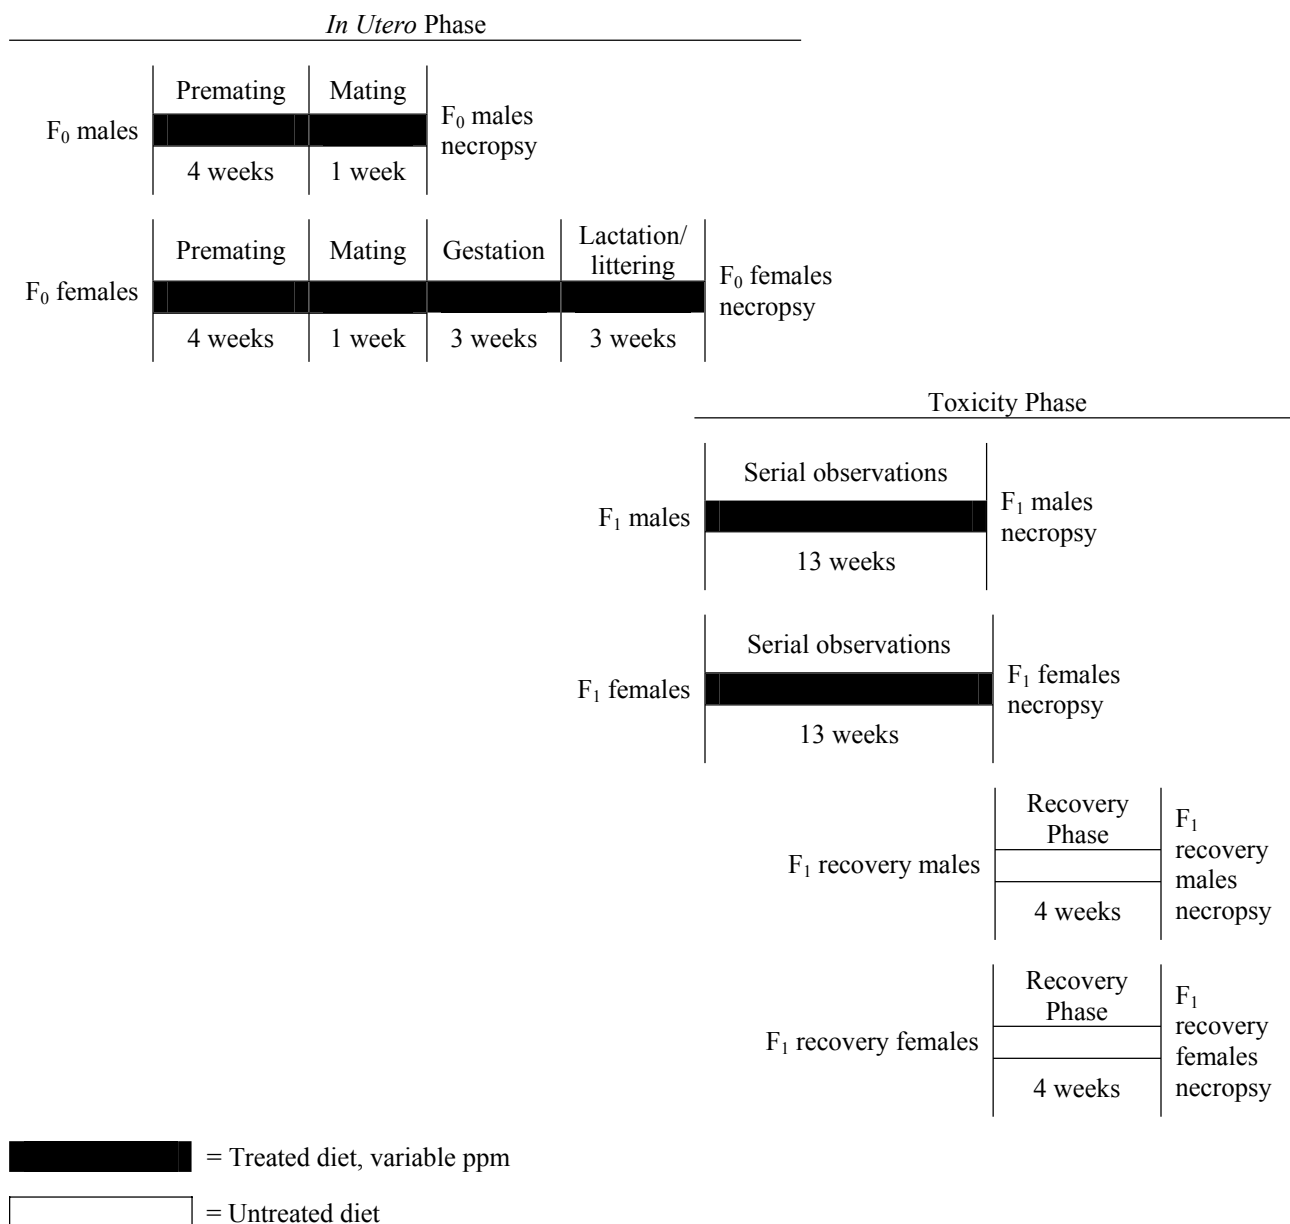 In Utero Phase
Premating
Mating
F₀ males
F₀ males
necropsy
4 weeks
1 week
Premating
Mating
Gestation
Lactation/
littering
F₀ females
F₀ females
necropsy
4 weeks
1 week
3 weeks
3 weeks
Toxicity Phase
Serial observations
F₁ males
F₁ males
necropsy
13 weeks
Serial observations
F₁ females
F₁ females
necropsy
13 weeks
Recovery
Phase
F₁ recovery males
F₁
recovery
males
necropsy
4 weeks
Recovery
Phase
F₁ recovery females
F₁
recovery
females
necropsy
4 weeks
= Treated diet, variable ppm
= Untreated diet